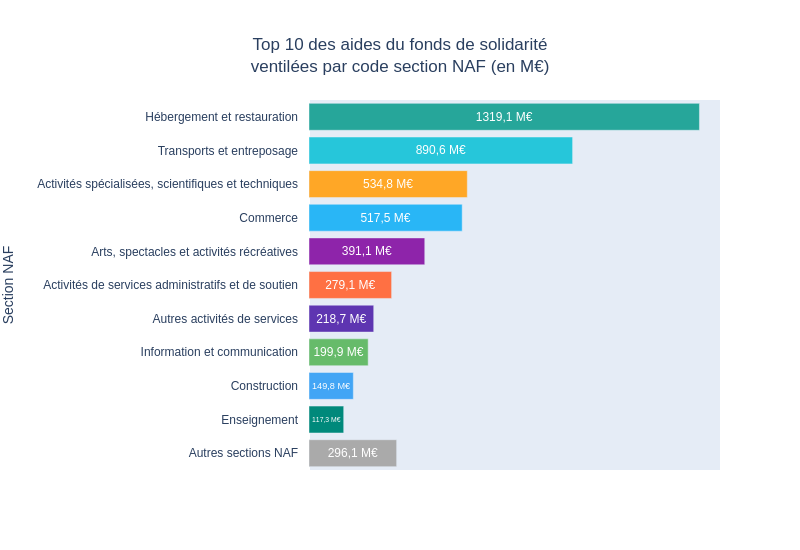 Top 10 des aides du fonds de solidarité
ventilées par code section NAF (en M€)
Section NAF
Hébergement et restauration 1319,1 M€
Transports et entreposage 890,6 M€
Activités spécialisées, scientifiques et techniques 534,8 M€
Commerce 517,5 M€
Arts, spectacles et activités récréatives 391,1 M€
Activités de services administratifs et de soutien 279,1 M€
Autres activités de services 218,7 M€
Information et communication 199,9 M€
Construction 149,8 M€
Enseignement 117,3 M€
Autres sections NAF 296,1 M€